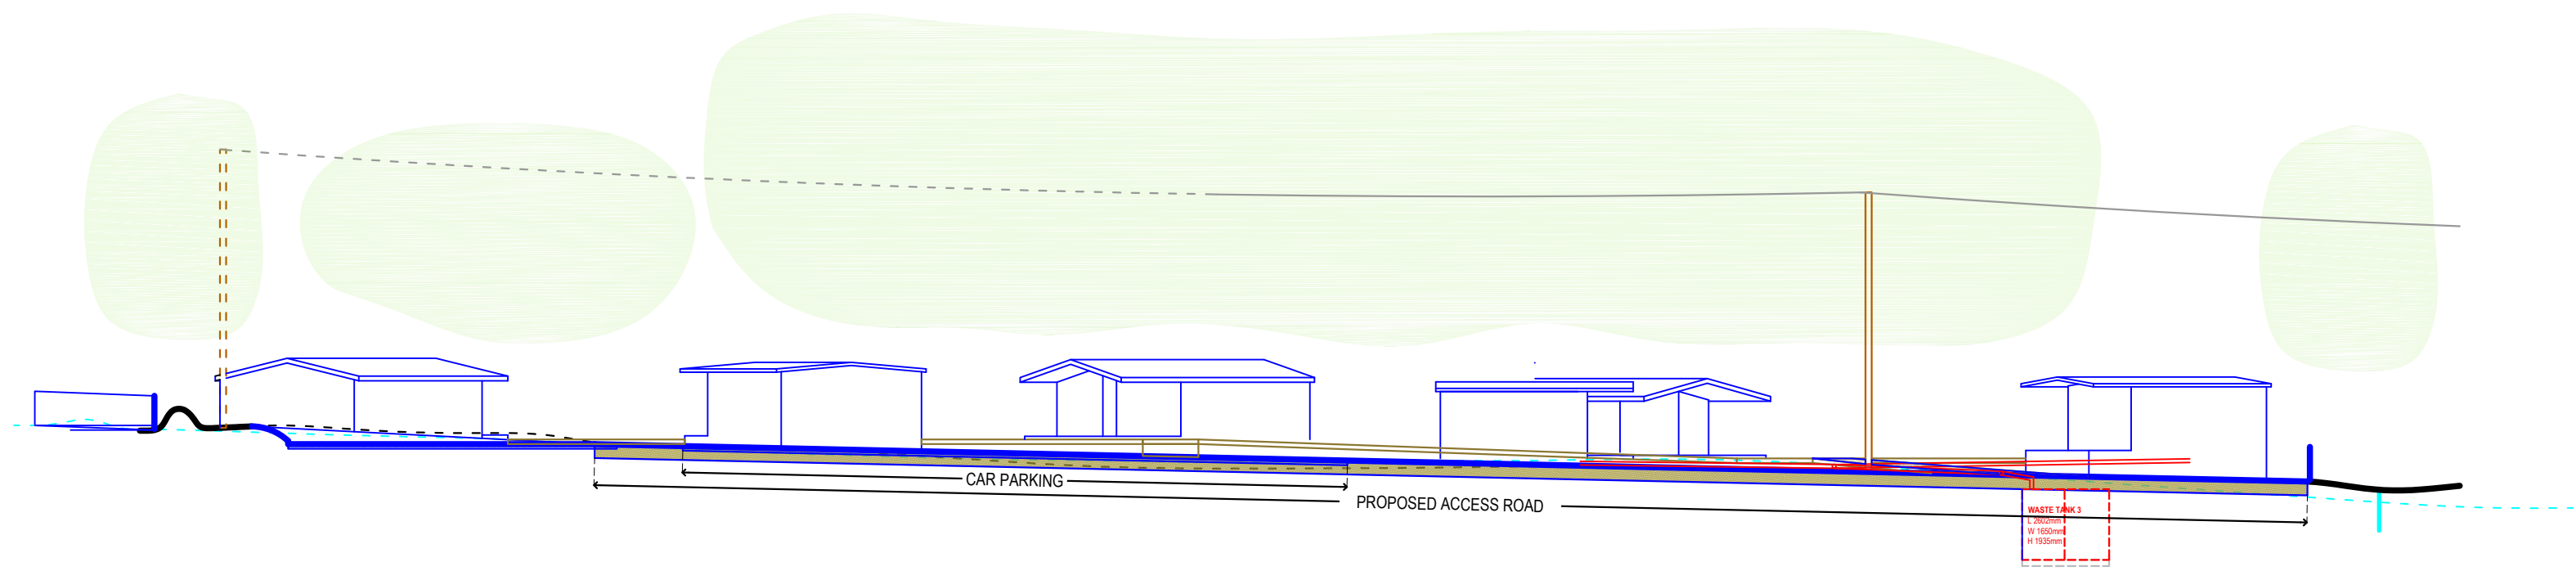 CAR PARKING
PROPOSED ACCESS ROAD
WASTE TANK 3
L 2602mm
W 1650mm
H 1935mm